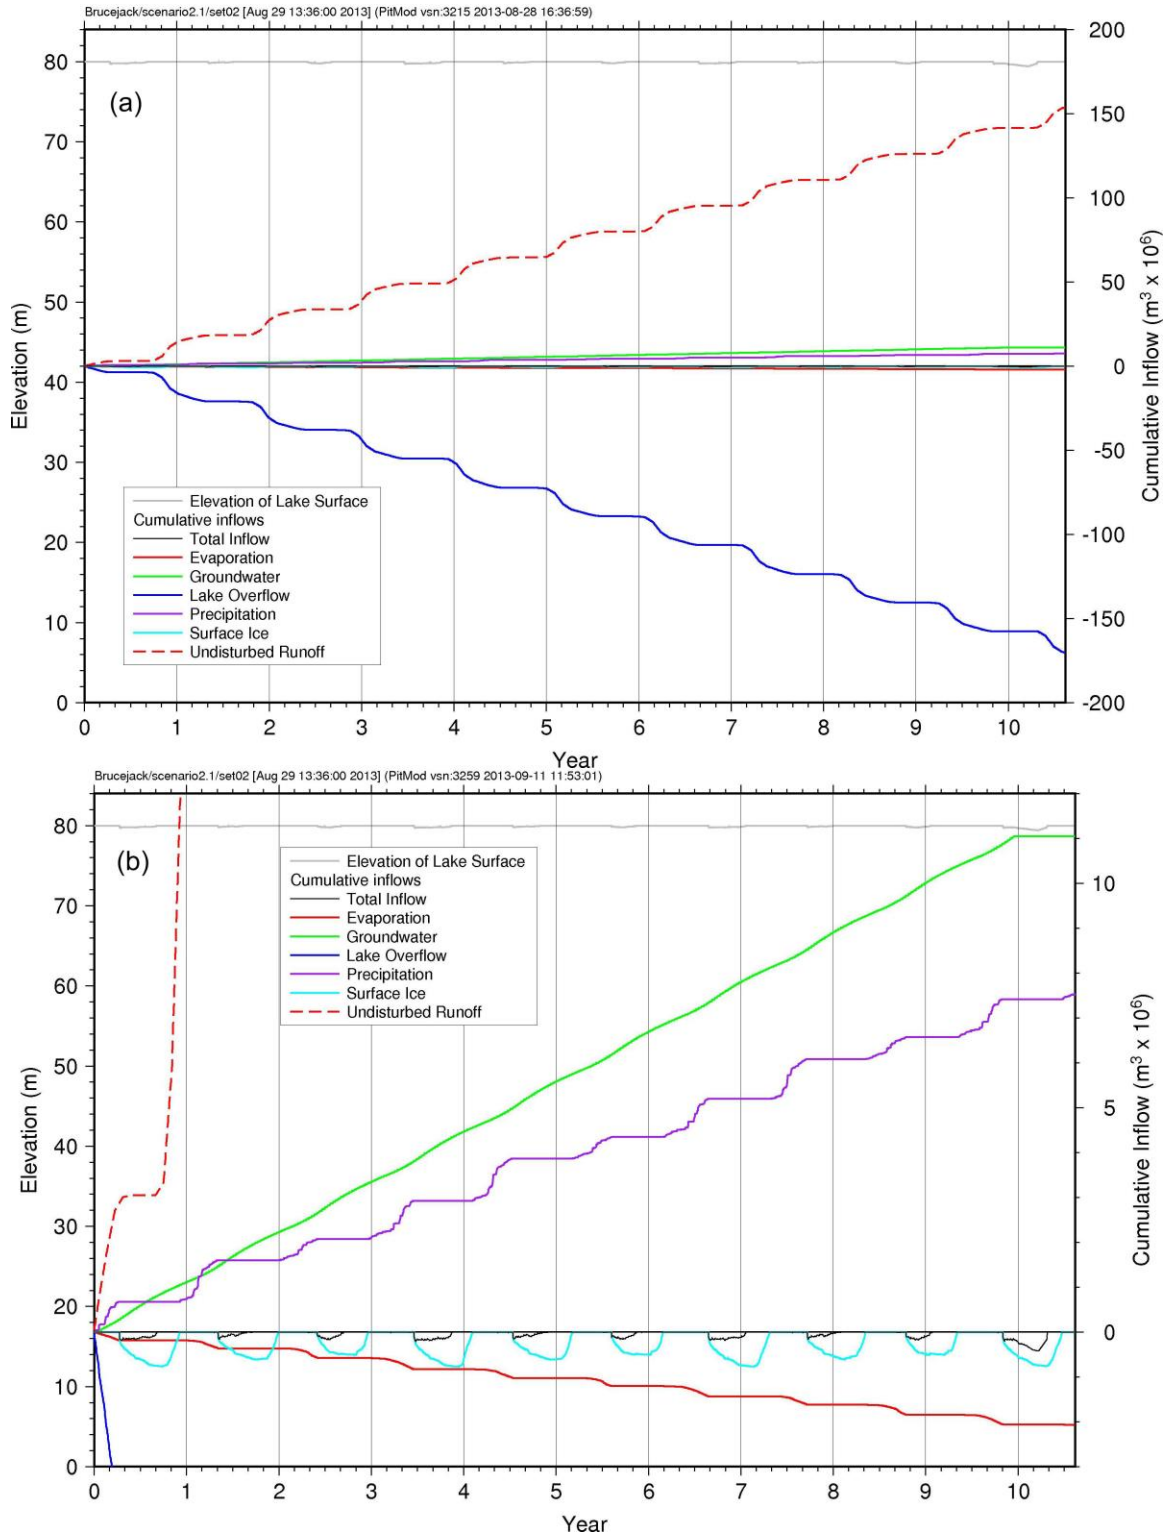 Brucejack/scenario2.1/set02 [Aug 29 13:36:00 2013] (PitMod vsn:3215 2013-08-28 16:36:59)
(a)
Elevation (m)
80
70
60
50
40
30
20
10
0
200
150
100
50
0
-50
-100
-150
-200
Cumulative Inflow (m³ x 10⁶)
Elevation of Lake Surface
Cumulative inflows
Total Inflow
Evaporation
Groundwater
Lake Overflow
Precipitation
Surface Ice
Undisturbed Runoff
0 1 2 3 4 5 6 7 8 9 10
Year
Brucejack/scenario2.1/set02 [Aug 29 13:36:00 2013] (PitMod vsn:3259 2013-09-11 11:53:01)
(b)
Elevation (m)
80
70
60
50
40
30
20
10
0
10
5
0
Cumulative Inflow (m³ x 10⁶)
Elevation of Lake Surface
Cumulative inflows
Total Inflow
Evaporation
Groundwater
Lake Overflow
Precipitation
Surface Ice
Undisturbed Runoff
0 1 2 3 4 5 6 7 8 9 10
Year